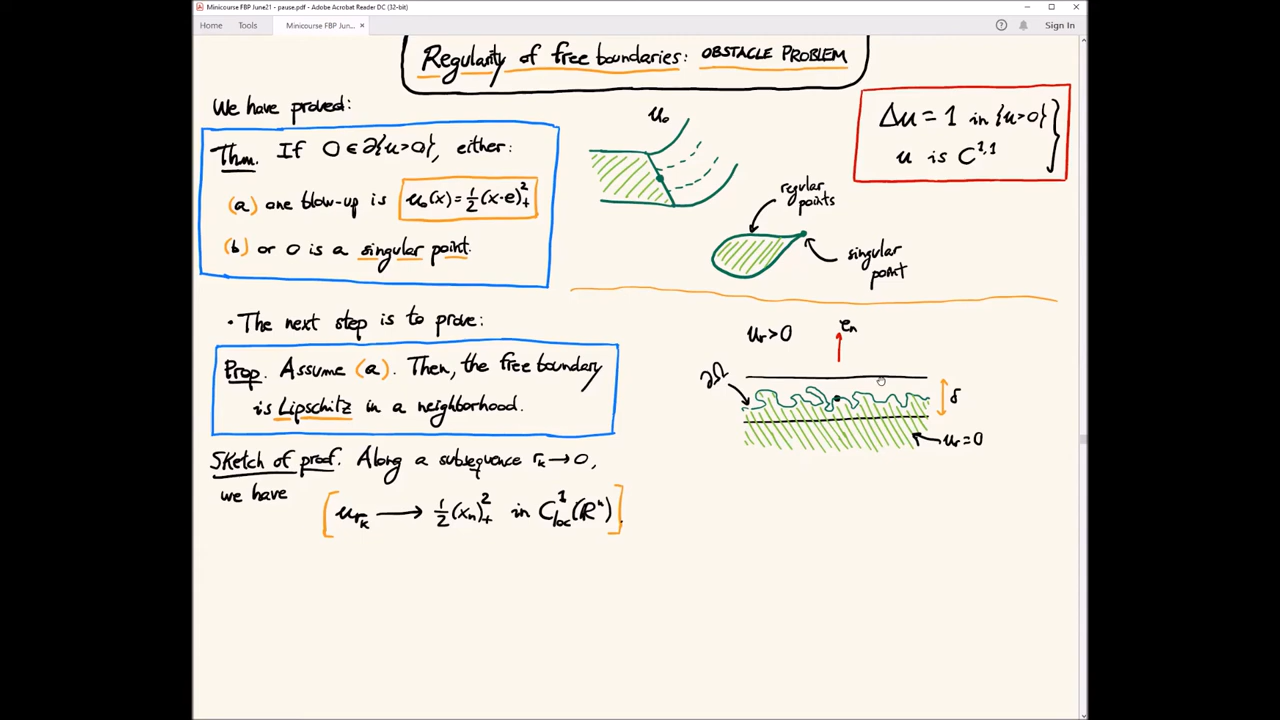 Minicourse FBP June21 - pause.pdf - Adobe Acrobat Reader DC (32-bit)
Home Tools Minicourse FBP Jun... × Sign In
Regularity of free boundaries: OBSTACLE PROBLEM
We have proved:
Thm. If 0 ∈ ∂{u>0}, either:
(a) one blow-up is u₀(x) = ½(x·e)₊²
(b) or 0 is a singular point.
u₀
regular points
singular point
Δu = 1 in {u>0}
u is C^{1,1}
• The next step is to prove:
Prop. Assume (a). Then, the free boundary
is Lipschitz in a neighborhood.
Sketch of proof. Along a subsequence r_k → 0,
we have
[u_{r_k} → ½(x_n)₊² in C¹_loc(ℝⁿ)].
u_r > 0
e_n
∂Ω
δ
u_r = 0